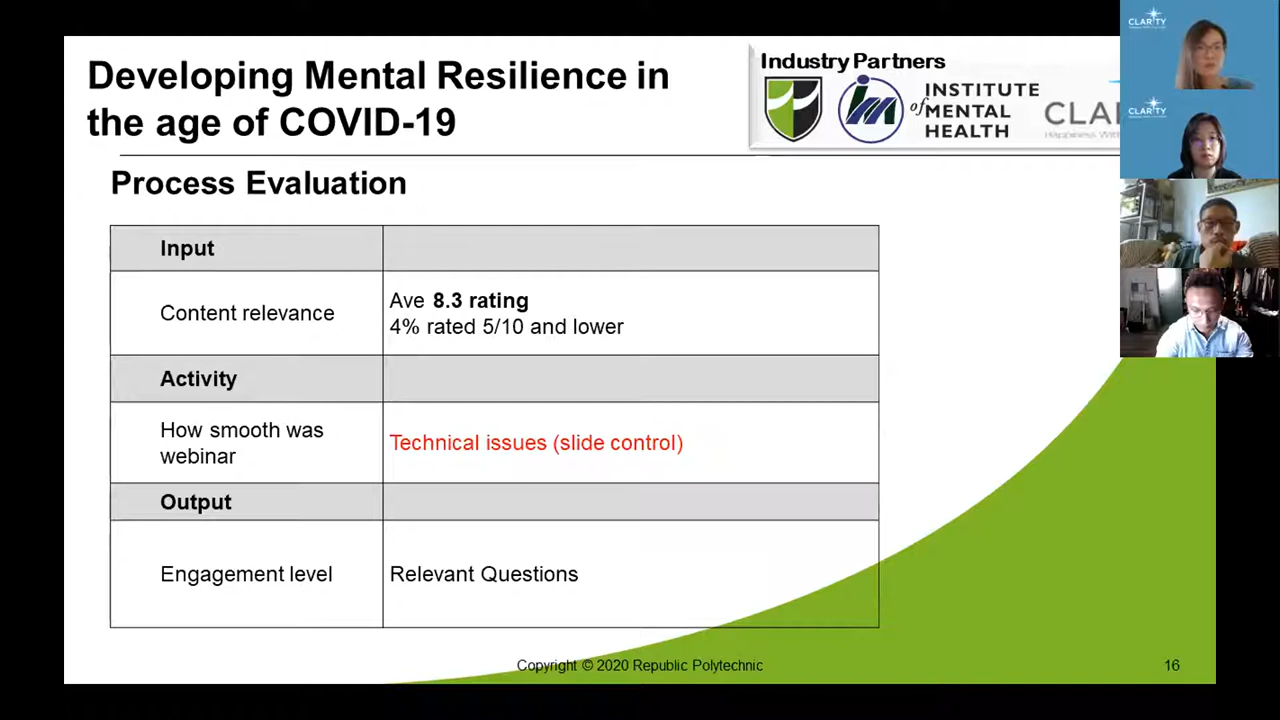 Developing Mental Resilience in
the age of COVID-19
Industry Partners
INSTITUTE
of MENTAL
HEALTH
Process Evaluation
Input
Content relevance
Ave 8.3 rating
4% rated 5/10 and lower
Activity
How smooth was
webinar
Technical issues (slide control)
Output
Engagement level
Relevant Questions
Copyright © 2020 Republic Polytechnic
16
CLARITY
CLARITY